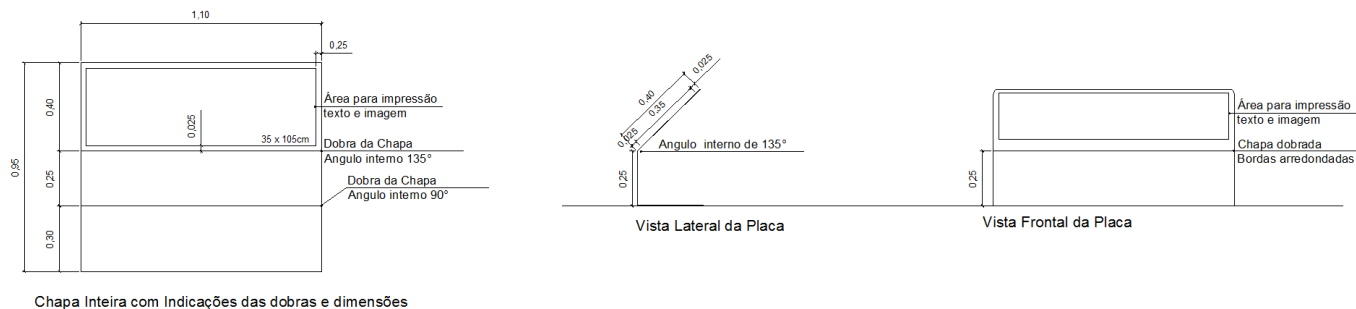 1,10
0,25
0,40
0,025
35 x 105cm
Área para impressão
texto e imagem
Dobra da Chapa
Angulo interno 135°
0,95
0,25
Dobra da Chapa
Angulo interno 90°
0,30
Chapa Inteira com Indicações das dobras e dimensões
0,025
0,40
0,35
0,025
Angulo interno de 135°
0,25
Vista Lateral da Placa
Área para impressão
texto e imagem
Chapa dobrada
Bordas arredondadas
0,25
Vista Frontal da Placa